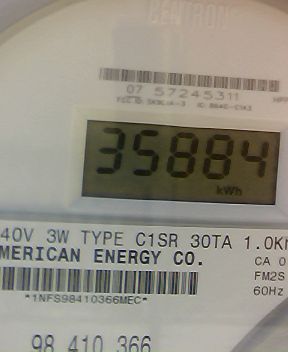 CENTRON
07 57245311
35884
kWh
40V 3W TYPE C1SR 30TA 1.0Kh
MERICAN ENERGY CO.
CA 0
FM2S
60Hz
*1NFS98410366MEC*
98 410 366